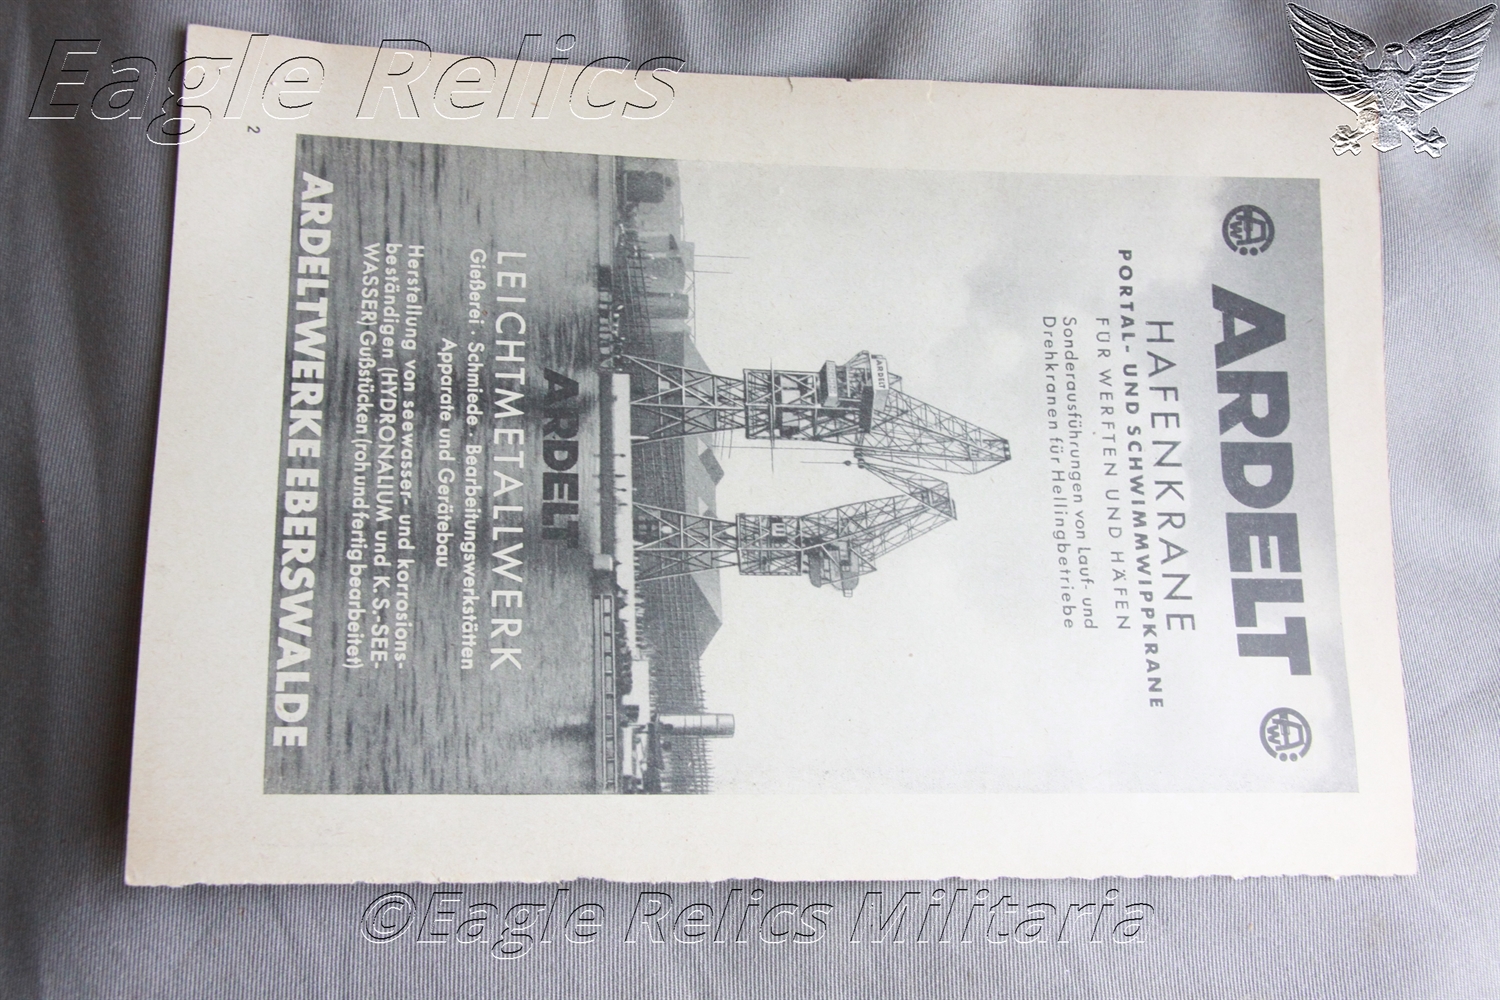 Eagle Relics
ARDELT
HAFENKRANE
PORTAL- UND SCHWIMMWIPPKRANE
FÜR WERFTEN UND HÄFEN
Sonderausführungen von Lauf- und
Drehkranen für Hellingbetriebe
ARDELT
ARDELT
LEICHTMETALLWERK
Gießerei · Schmiede · Bearbeitungswerkstätten
Apparate und Gerätebau
Herstellung von seewasser- und korrosions-
beständigen (HYDRONALIUM und K.S.-SEE-
WASSER) Gußstücken (roh und fertig bearbeitet)
ARDELTWERKE EBERSWALDE
2
©Eagle Relics Militaria